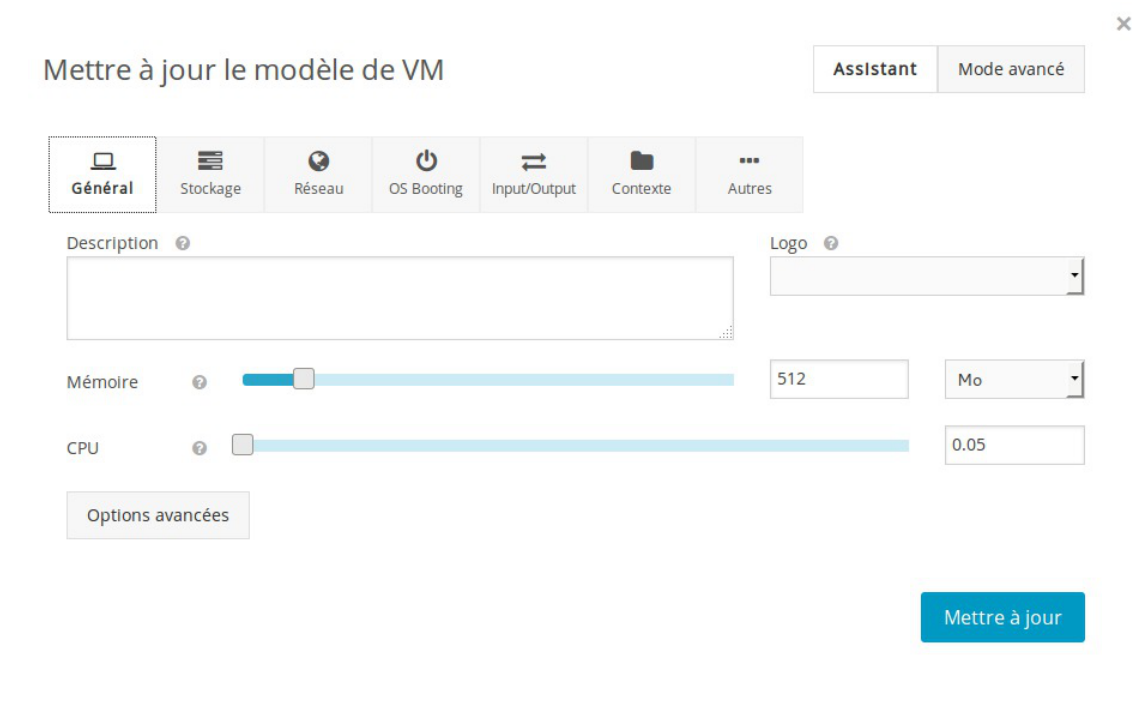 Mettre à jour le modèle de VM
Assistant Mode avancé
Général Stockage Réseau OS Booting Input/Output Contexte Autres
Description Logo
Mémoire 512 Mo
CPU 0.05
Options avancées
Mettre à jour